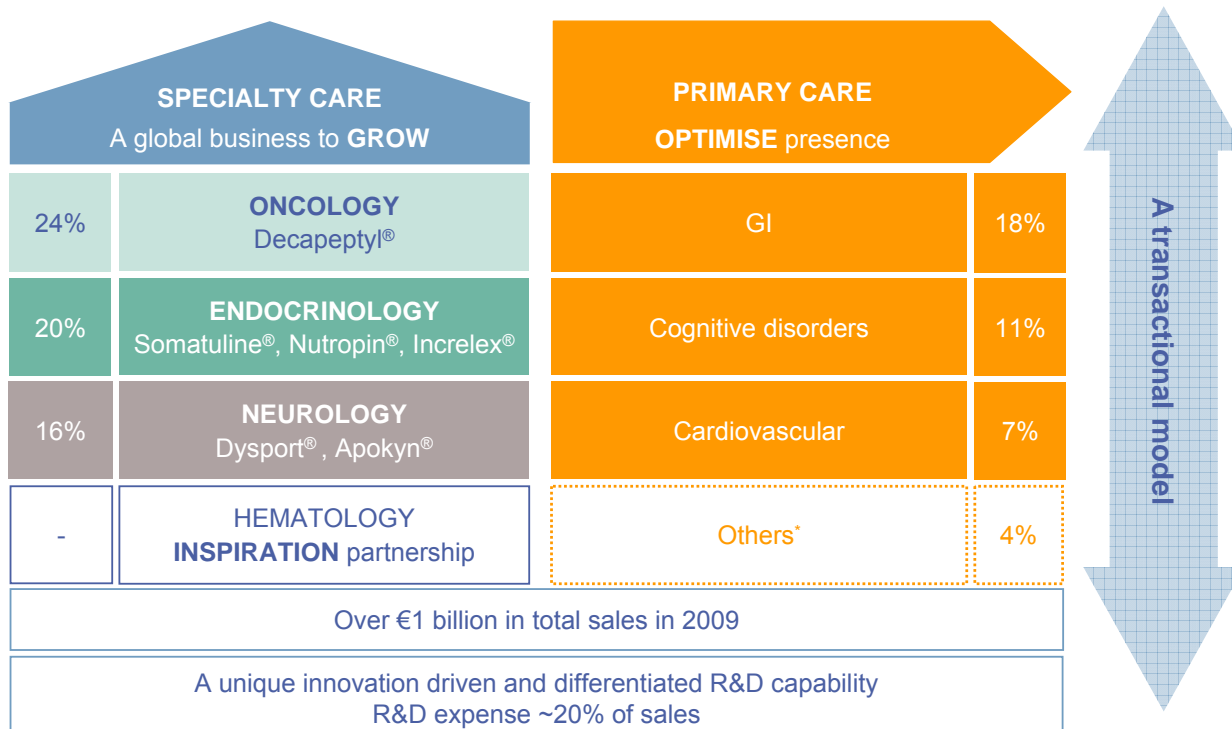 SPECIALTY CARE
A global business to GROW
PRIMARY CARE
OPTIMISE presence
24%
ONCOLOGY
Decapeptyl®
GI
18%
20%
ENDOCRINOLOGY
Somatuline®, Nutropin®, Increlex®
Cognitive disorders
11%
16%
NEUROLOGY
Dysport® , Apokyn®
Cardiovascular
7%
-
HEMATOLOGY
INSPIRATION partnership
Others*
4%
Over €1 billion in total sales in 2009
A unique innovation driven and differentiated R&D capability
R&D expense ~20% of sales
A transactional model